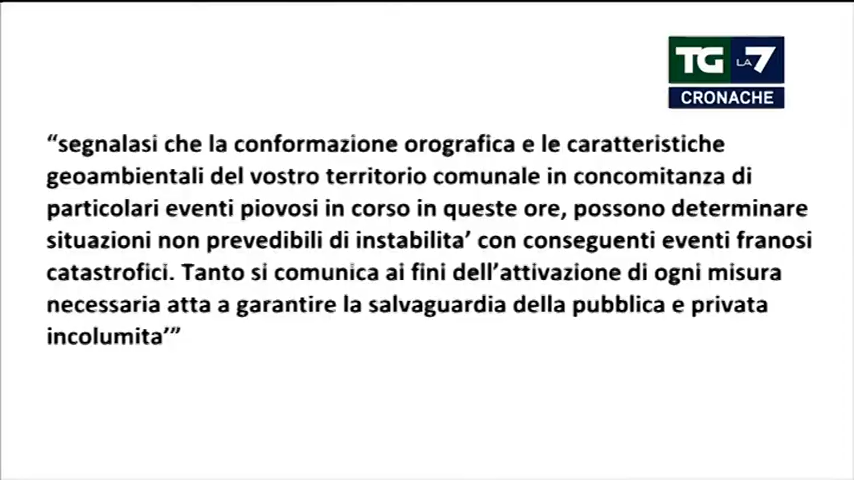 TG LA 7
CRONACHE
“segnalasi che la conformazione orografica e le caratteristiche
geoambientali del vostro territorio comunale in concomitanza di
particolari eventi piovosi in corso in queste ore, possono determinare
situazioni non prevedibili di instabilita’ con conseguenti eventi franosi
catastrofici. Tanto si comunica ai fini dell’attivazione di ogni misura
necessaria atta a garantire la salvaguardia della pubblica e privata
incolumita’”